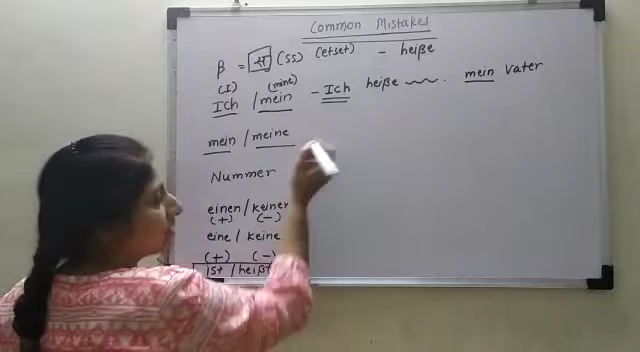 Common Mistakes
β = स (ss) (etset) - heiße
(I) (mine)
Ich / mein - Ich heiße ~~~. mein Vater
mein / meine
Nummer
einen / keinen
(+) (-)
eine / keine
(+) (-)
ist / heißt